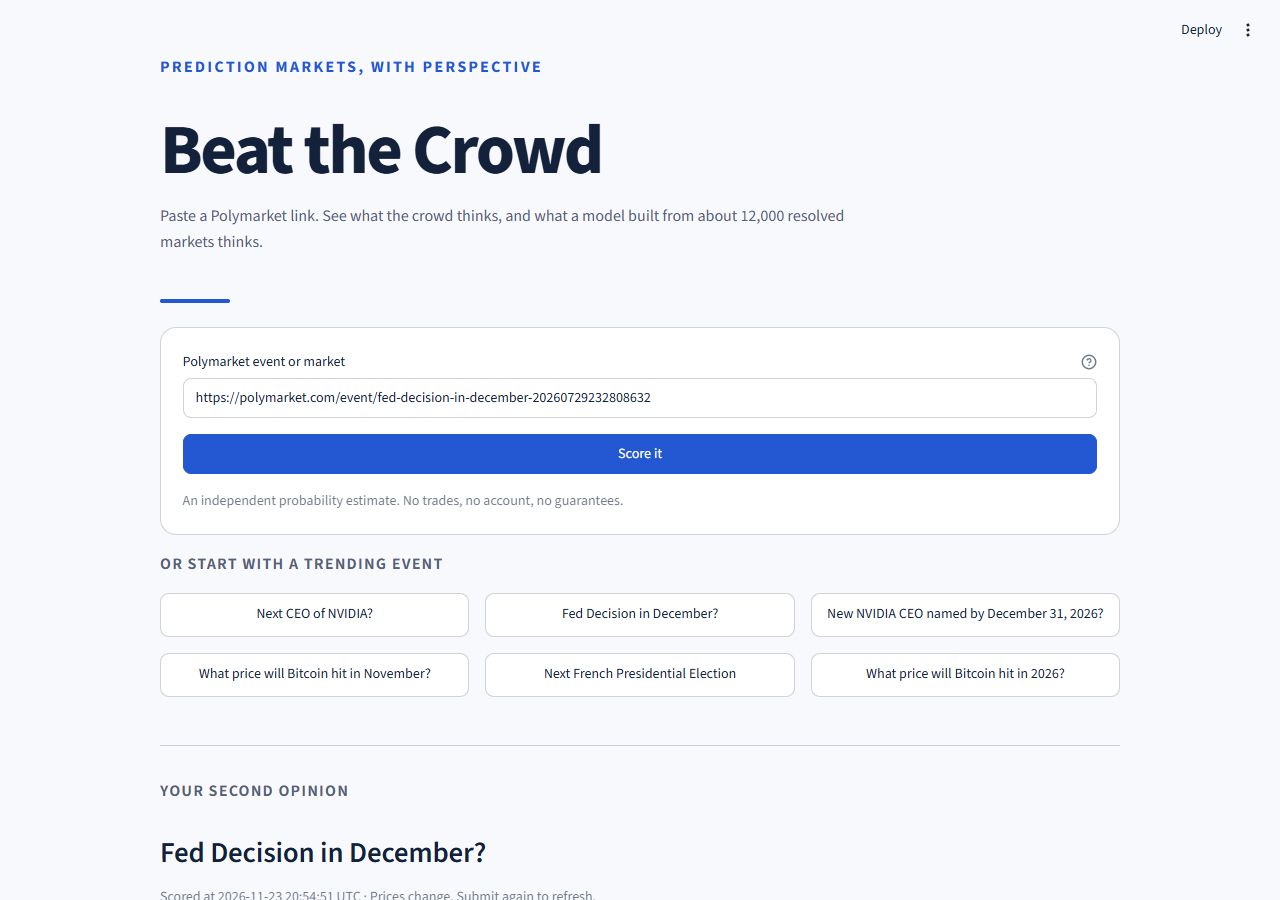 Deploy
PREDICTION MARKETS, WITH PERSPECTIVE
Beat the Crowd
Paste a Polymarket link. See what the crowd thinks, and what a model built from about 12,000 resolved
markets thinks.
Polymarket event or market
https://polymarket.com/event/fed-decision-in-december-20260729232808632
Score it
An independent probability estimate. No trades, no account, no guarantees.
OR START WITH A TRENDING EVENT
Next CEO of NVIDIA?
Fed Decision in December?
New NVIDIA CEO named by December 31, 2026?
What price will Bitcoin hit in November?
Next French Presidential Election
What price will Bitcoin hit in 2026?
YOUR SECOND OPINION
Fed Decision in December?
Scored at 2026-11-23 20:54:51 UTC · Prices change. Submit again to refresh.